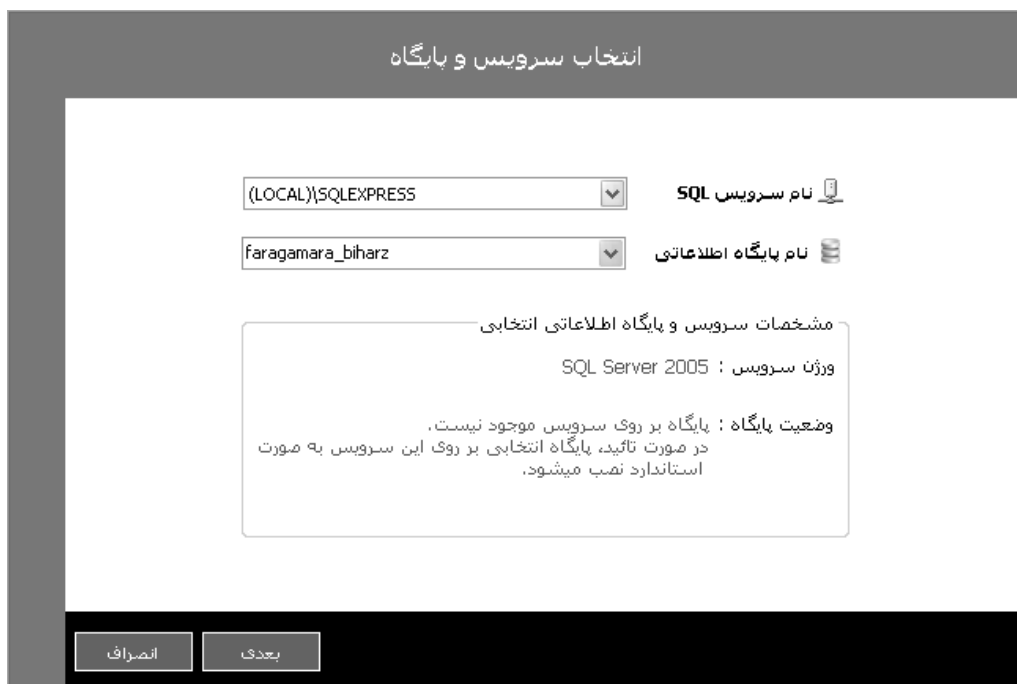 انتخاب سرویس و پایگاه
نام سرویس SQL
(LOCAL)\SQLEXPRESS
نام پایگاه اطلاعاتی
faragamara_biharz
مشخصات سرویس و پایگاه اطلاعاتی انتخابی
ورژن سرویس : SQL Server 2005
وضعیت پایگاه : پایگاه بر روی سرویس موجود نیست.
در صورت تائید، پایگاه انتخابی بر روی این سرویس به صورت
استاندارد نصب میشود.
بعدی
انصراف